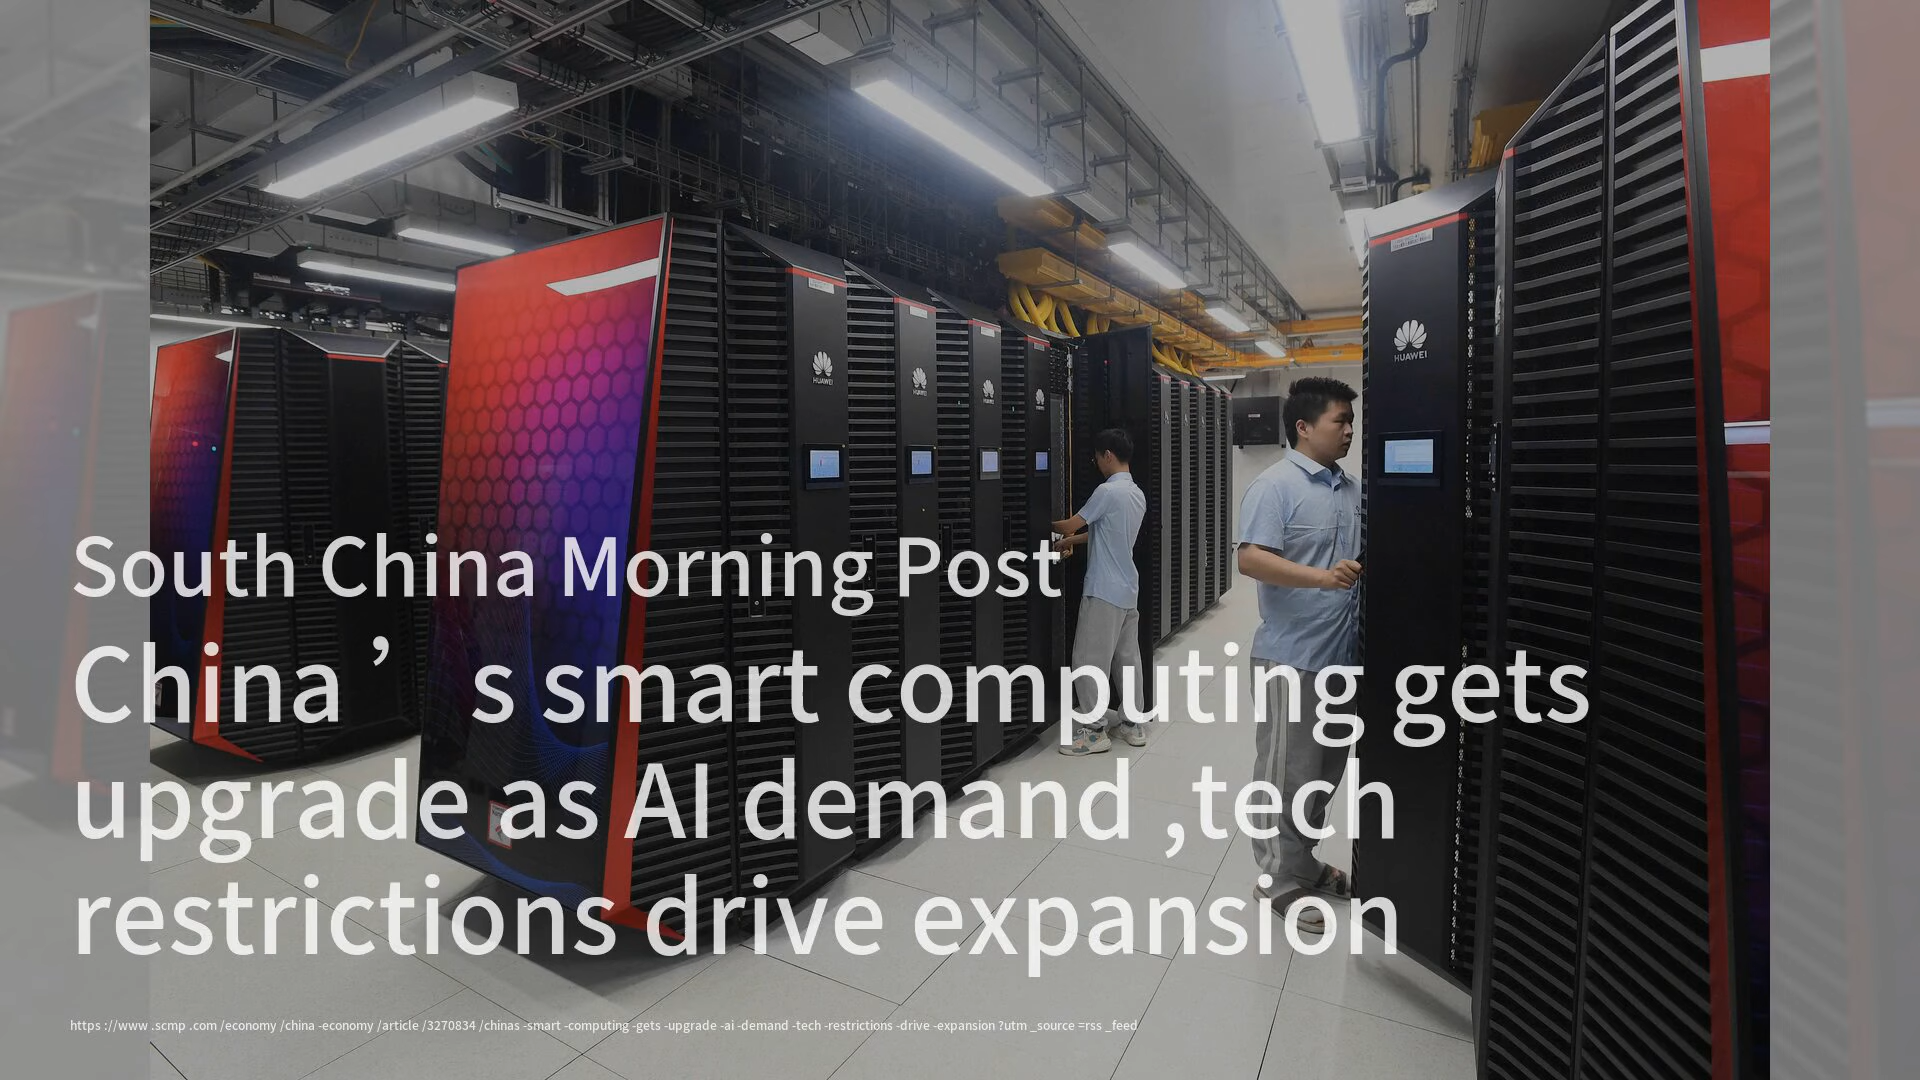 HUAWEI
HUAWEI
HUAWEI
HUAWEI
South China Morning Post
China’s smart computing gets
upgrade as AI demand ,tech
restrictions drive expansion
https ://www .scmp .com /economy /china -economy /article /3270834 /chinas -smart -computing -gets -upgrade -ai -demand -tech -restrictions -drive -expansion ?utm _source =rss _feed